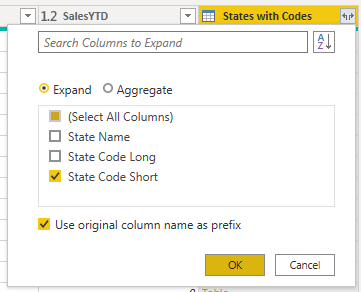 1.2 SalesYTD States with Codes
Search Columns to Expand
A
Z
Expand Aggregate
(Select All Columns)
State Name
State Code Long
State Code Short
Use original column name as prefix
OK Cancel
Table